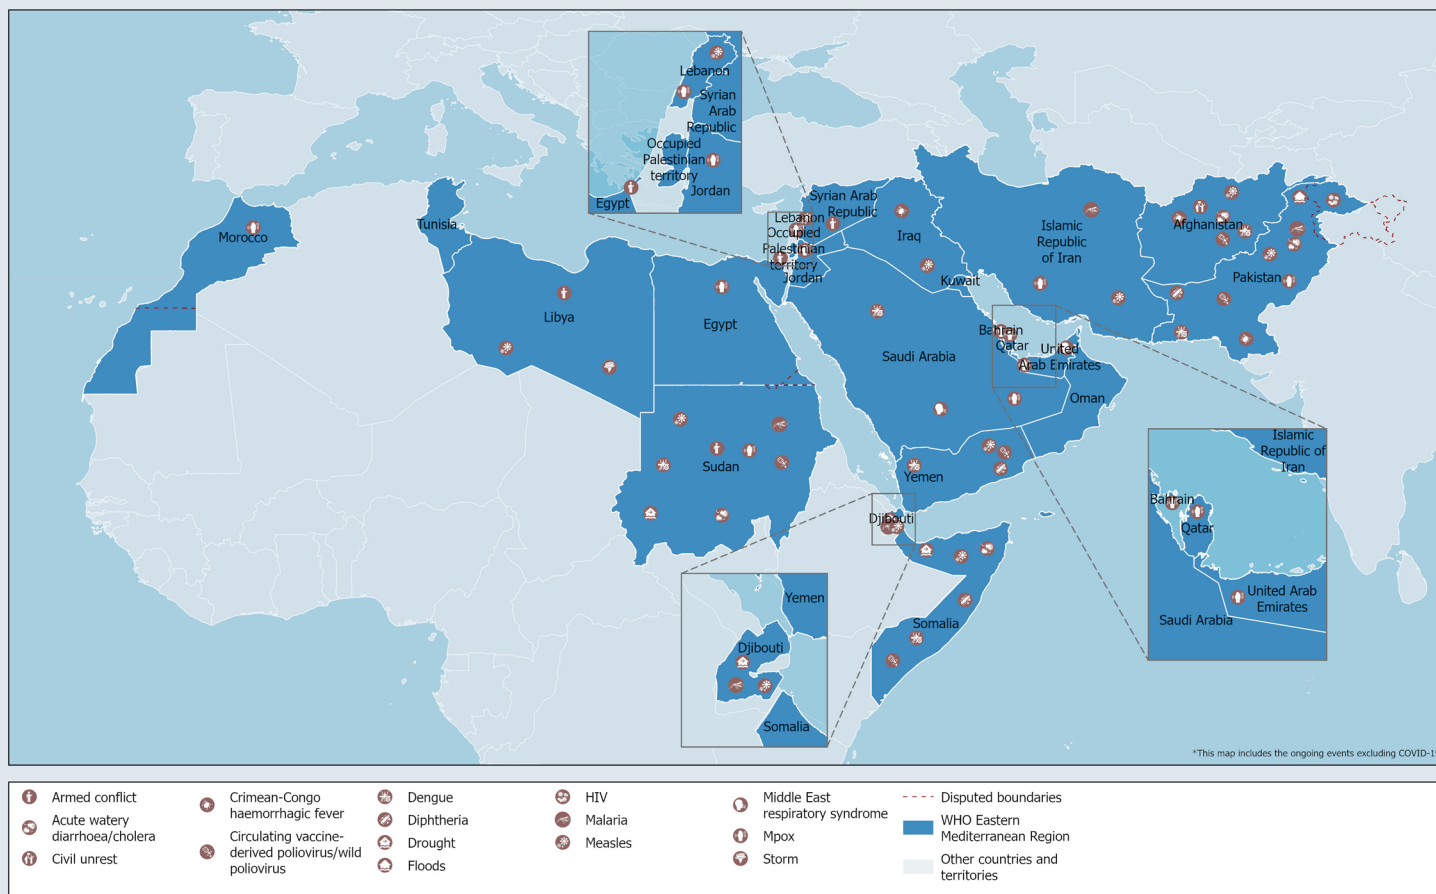 Lebanon
Syrian
Arab
Republic
Occupied
Palestinian
territory
Jordan
Egypt
Morocco
Tunisia
Libya
Egypt
Sudan
Lebanon
Occupied
Palestinian
territory
Jordan
Syrian Arab
Republic
Iraq
Kuwait
Islamic
Republic
of Iran
Afghanistan
Pakistan
Saudi Arabia
Bahrain
Qatar
United
Arab Emirates
Oman
Yemen
Djibouti
Somalia
Yemen
Djibouti
Somalia
Islamic
Republic of
Iran
Bahrain
Qatar
United Arab
Emirates
Saudi Arabia
*This map includes the ongoing events excluding COVID-19
Armed conflict
Acute watery
diarrhoea/cholera
Civil unrest
Crimean-Congo
haemorrhagic fever
Circulating vaccine-
derived poliovirus/wild
poliovirus
Dengue
Diphtheria
Drought
Floods
HIV
Malaria
Measles
Middle East
respiratory syndrome
Mpox
Storm
Disputed boundaries
WHO Eastern
Mediterranean Region
Other countries and
territories